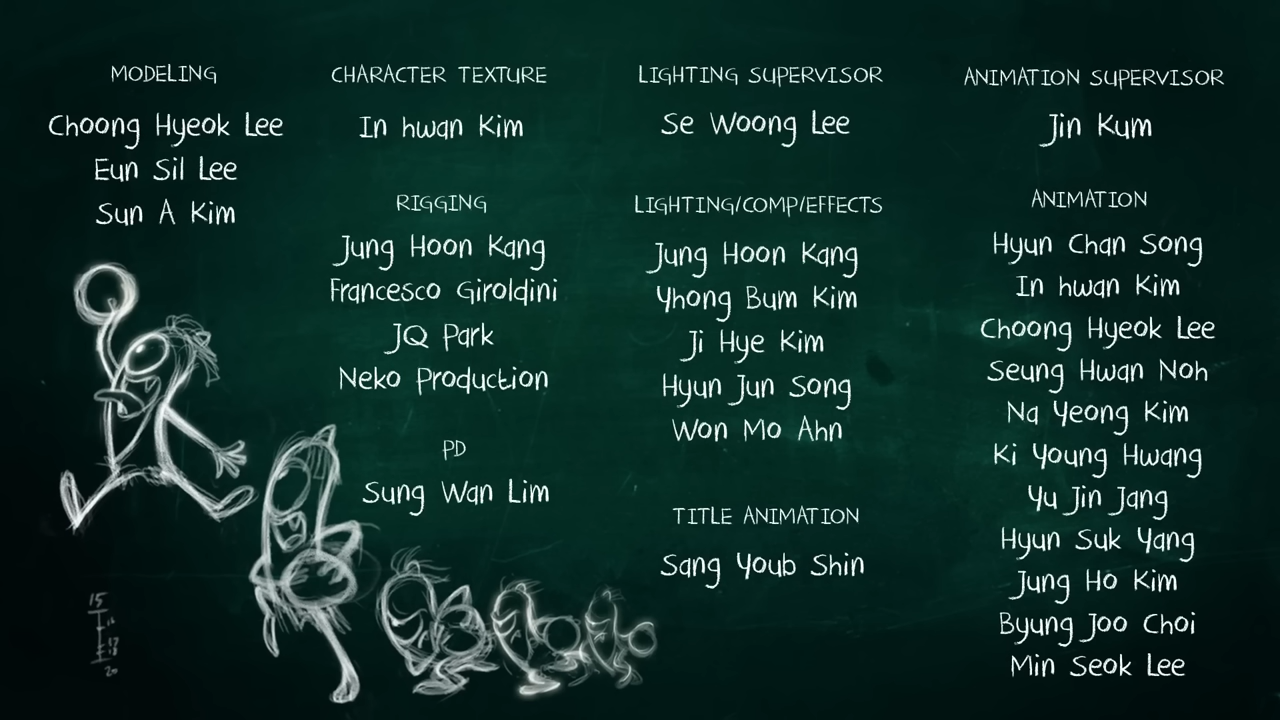 MODELING
Choong Hyeok Lee
Eun Sil Lee
Sun A Kim
CHARACTER TEXTURE
In hwan Kim
RIGGING
Jung Hoon Kang
Francesco Giroldini
JQ Park
Neko Production
PD
Sung Wan Lim
LIGHTING SUPERVISOR
Se Woong Lee
LIGHTING/COMP/EFFECTS
Jung Hoon Kang
Yhong Bum Kim
Ji Hye Kim
Hyun Jun Song
Won Mo Ahn
TITLE ANIMATION
Sang Youb Shin
ANIMATION SUPERVISOR
Jin Kum
ANIMATION
Hyun Chan Song
In hwan Kim
Choong Hyeok Lee
Seung Hwan Noh
Na Yeong Kim
Ki Young Hwang
Yu Jin Jang
Hyun Suk Yang
Jung Ho Kim
Byung Joo Choi
Min Seok Lee
15
20